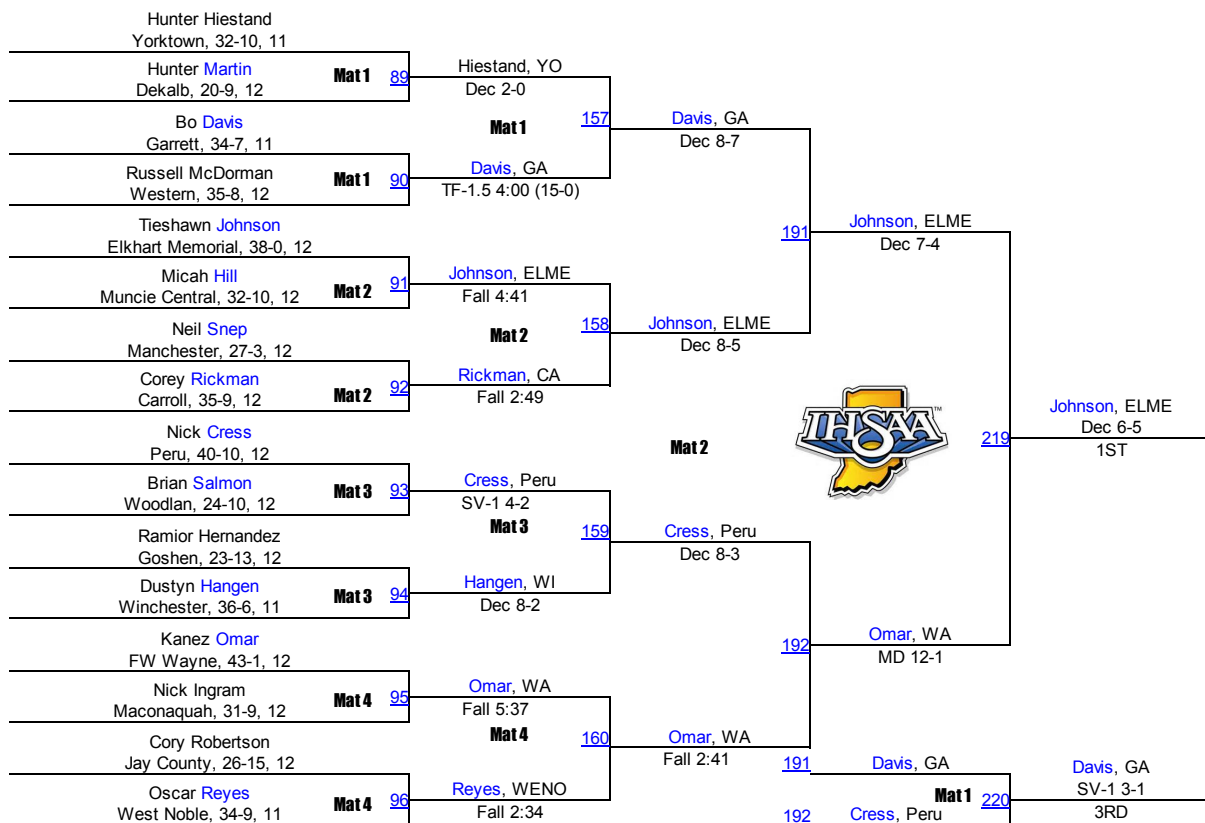 Hunter Hiestand
Yorktown, 32-10, 11
Hunter Martin
Dekalb, 20-9, 12
Mat 1
89
Hiestand, YO
Dec 2-0
Bo Davis
Garrett, 34-7, 11
Russell McDorman
Western, 35-8, 12
Mat 1
90
Davis, GA
TF-1.5 4:00 (15-0)
Mat 1
157
Davis, GA
Dec 8-7
Tieshawn Johnson
Elkhart Memorial, 38-0, 12
Micah Hill
Muncie Central, 32-10, 12
Mat 2
91
Johnson, ELME
Fall 4:41
Neil Snep
Manchester, 27-3, 12
Corey Rickman
Carroll, 35-9, 12
Mat 2
92
Rickman, CA
Fall 2:49
Mat 2
158
Johnson, ELME
Dec 8-5
191
Johnson, ELME
Dec 7-4
Nick Cress
Peru, 40-10, 12
Brian Salmon
Woodlan, 24-10, 12
Mat 3
93
Cress, Peru
SV-1 4-2
Ramior Hernandez
Goshen, 23-13, 12
Dustyn Hangen
Winchester, 36-6, 11
Mat 3
94
Hangen, WI
Dec 8-2
Mat 3
159
Cress, Peru
Dec 8-3
Kanez Omar
FW Wayne, 43-1, 12
Nick Ingram
Maconaquah, 31-9, 12
Mat 4
95
Omar, WA
Fall 5:37
Cory Robertson
Jay County, 26-15, 12
Oscar Reyes
West Noble, 34-9, 11
Mat 4
96
Reyes, WENO
Fall 2:34
Mat 4
160
Omar, WA
Fall 2:41
192
Omar, WA
MD 12-1
Mat 2
IHSAA
TM
219
Johnson, ELME
Dec 6-5
1ST
191
Davis, GA
192
Cress, Peru
Mat 1
220
Davis, GA
SV-1 3-1
3RD